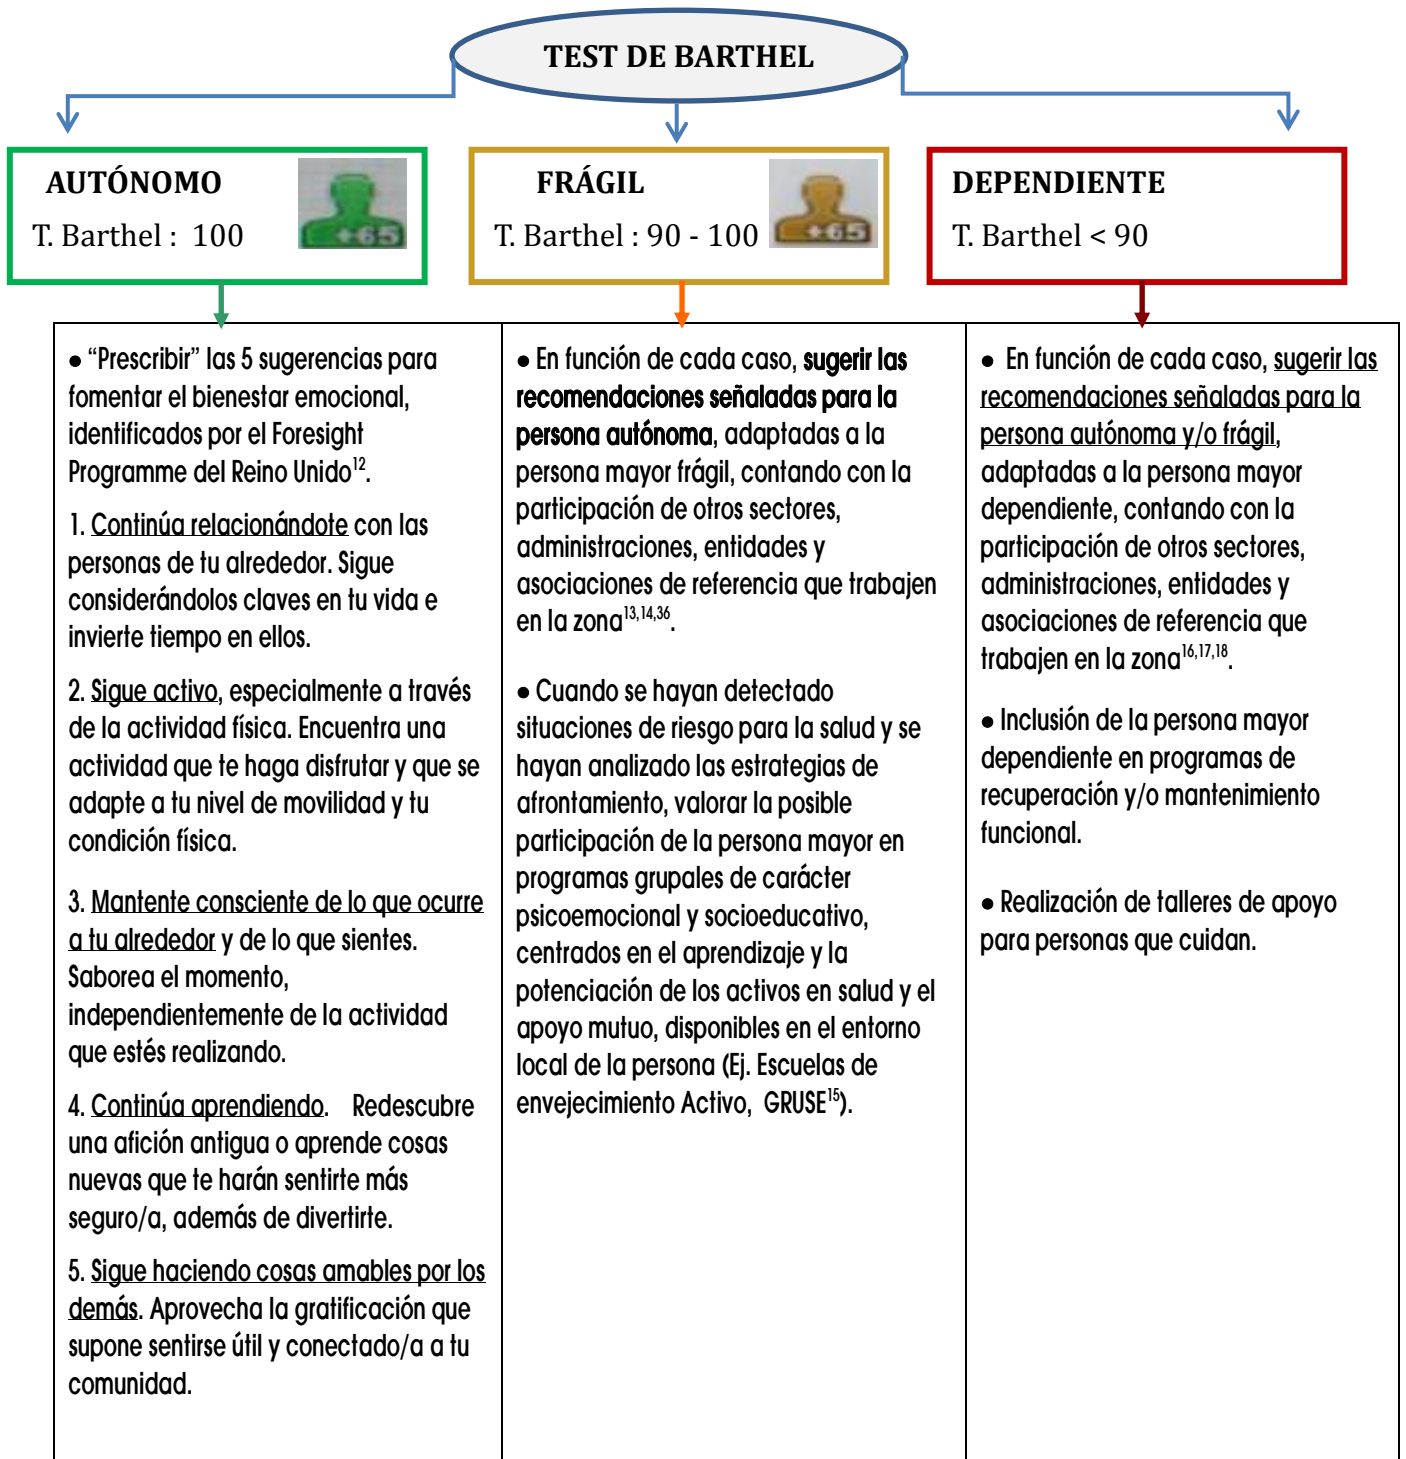 TEST DE BARTHEL
AUTÓNOMO
T. Barthel : 100
+65
FRÁGIL
T. Barthel : 90 - 100
+65
DEPENDIENTE
T. Barthel < 90
• “Prescribir” las 5 sugerencias para
fomentar el bienestar emocional,
identificados por el Foresight
Programme del Reino Unido12.
1. Continúa relacionándote con las
personas de tu alrededor. Sigue
considerándolos claves en tu vida e
invierte tiempo en ellos.
2. Sigue activo, especialmente a través
de la actividad física. Encuentra una
actividad que te haga disfrutar y que se
adapte a tu nivel de movilidad y tu
condición física.
3. Mantente consciente de lo que ocurre
a tu alrededor y de lo que sientes.
Saborea el momento,
independientemente de la actividad
que estés realizando.
4. Continúa aprendiendo. Redescubre
una afición antigua o aprende cosas
nuevas que te harán sentirte más
seguro/a, además de divertirte.
5. Sigue haciendo cosas amables por los
demás. Aprovecha la gratificación que
supone sentirse útil y conectado/a a tu
comunidad.
• En función de cada caso, sugerir las
recomendaciones señaladas para la
persona autónoma, adaptadas a la
persona mayor frágil, contando con la
participación de otros sectores,
administraciones, entidades y
asociaciones de referencia que trabajen
en la zona13,14,36.
• Cuando se hayan detectado
situaciones de riesgo para la salud y se
hayan analizado las estrategias de
afrontamiento, valorar la posible
participación de la persona mayor en
programas grupales de carácter
psicoemocional y socioeducativo,
centrados en el aprendizaje y la
potenciación de los activos en salud y el
apoyo mutuo, disponibles en el entorno
local de la persona (Ej. Escuelas de
envejecimiento Activo, GRUSE15).
• En función de cada caso, sugerir las
recomendaciones señaladas para la
persona autónoma y/o frágil,
adaptadas a la persona mayor
dependiente, contando con la
participación de otros sectores,
administraciones, entidades y
asociaciones de referencia que
trabajen en la zona16,17,18.
• Inclusión de la persona mayor
dependiente en programas de
recuperación y/o mantenimiento
funcional.
• Realización de talleres de apoyo
para personas que cuidan.